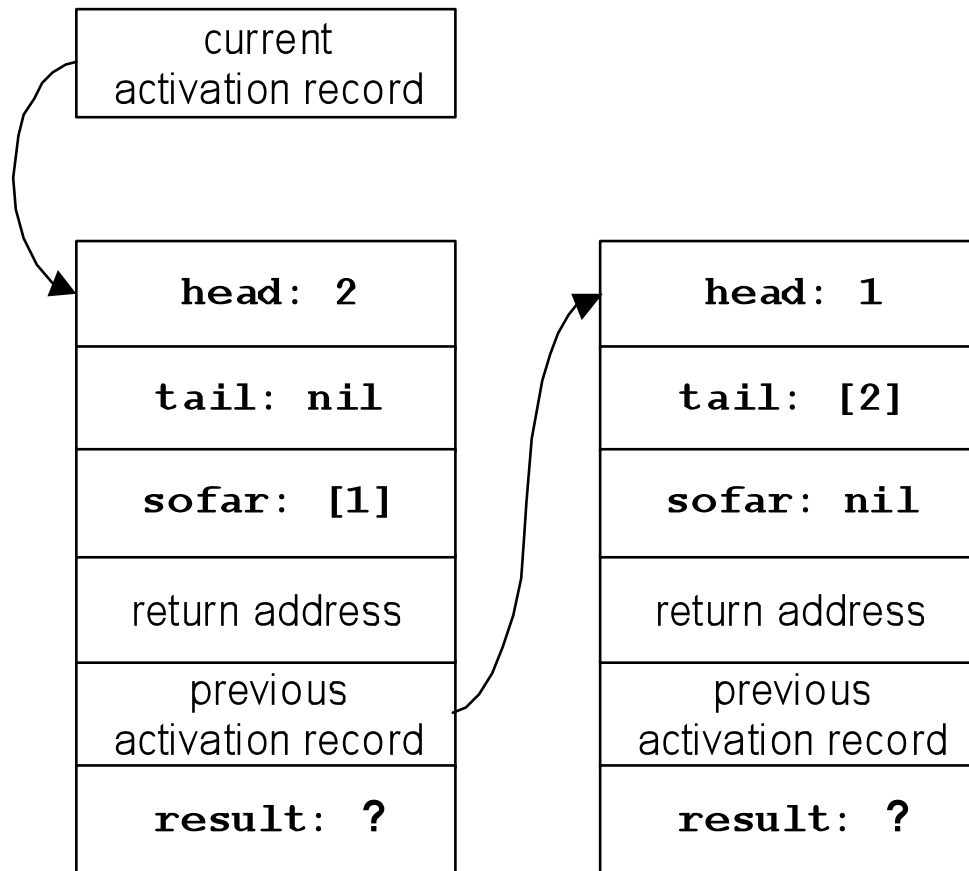 current
activation record
head: 2
tail: nil
sofar: [1]
return address
previous
activation record
result: ?
head: 1
tail: [2]
sofar: nil
return address
previous
activation record
result: ?